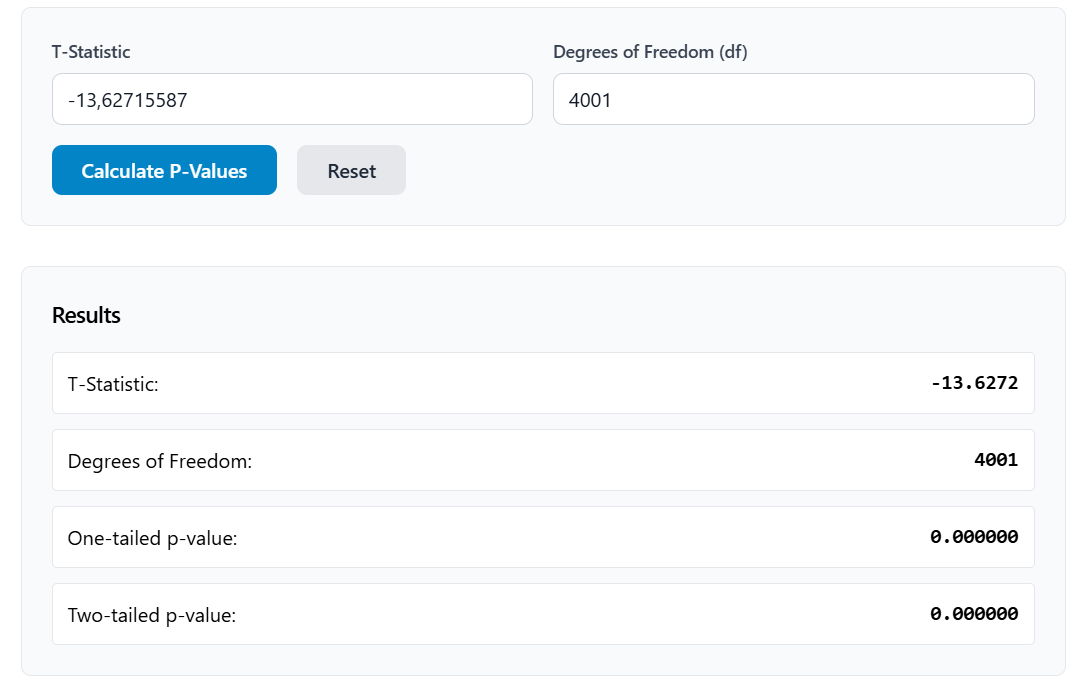 T-Statistic
Degrees of Freedom (df)
-13,62715587
4001
Calculate P-Values
Reset
Results
T-Statistic: -13.6272
Degrees of Freedom: 4001
One-tailed p-value: 0.000000
Two-tailed p-value: 0.000000